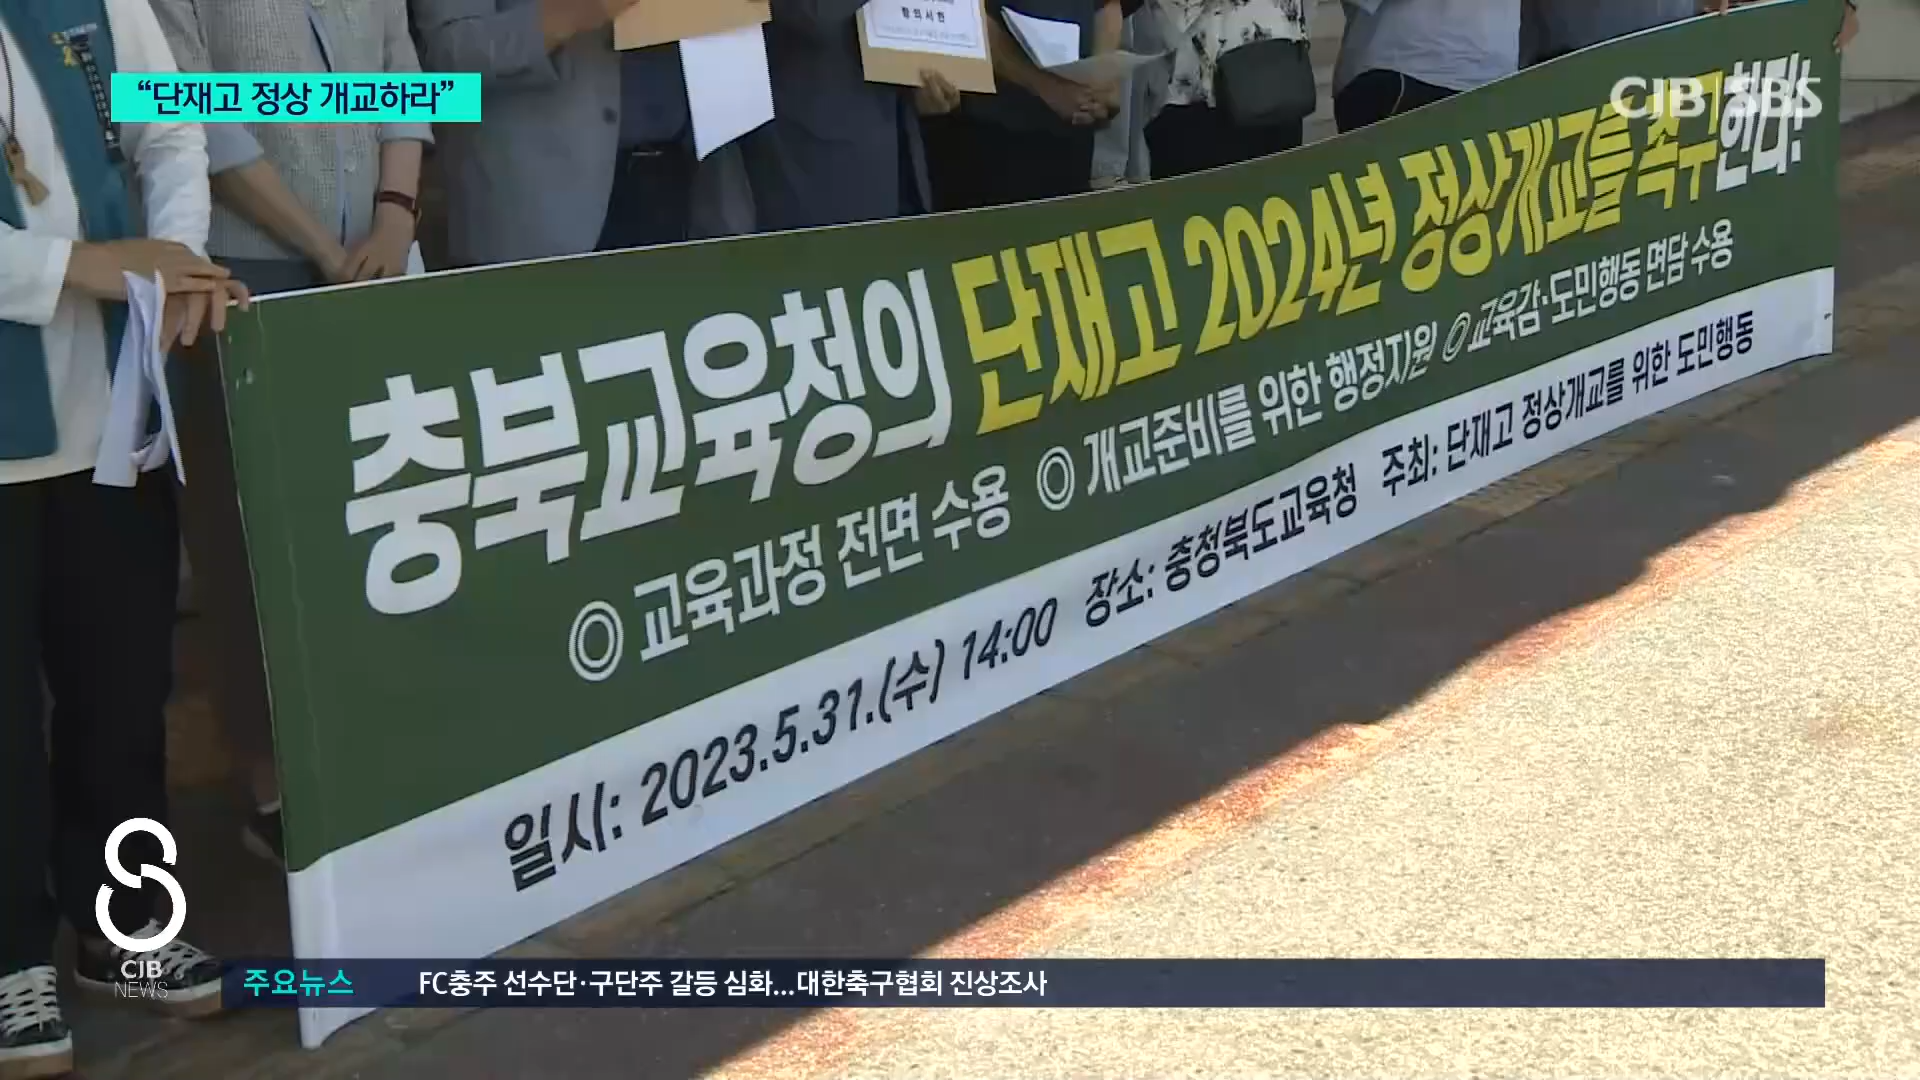 “단재고 정상 개교하라”
항의서한
CJB SBS
충북교육청의 단재고 2024년 정상개교를 촉구한다!
◎ 교육과정 전면 수용 ◎ 개교준비를 위한 행정지원 ◎ 교육감·도민행동 면담 수용
일시: 2023.5.31.(수) 14:00 장소: 충청북도교육청 주최: 단재고 정상개교를 위한 도민행동
CJB
NEWS
주요뉴스 FC충주 선수단·구단주 갈등 심화...대한축구협회 진상조사